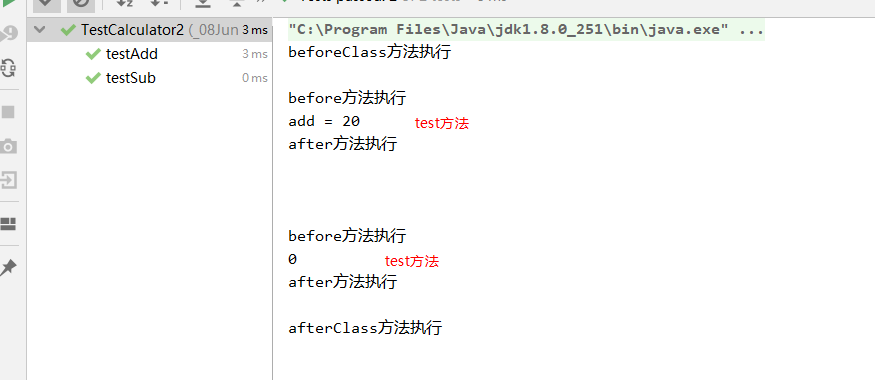 TestCalculator2 (_08Jun 3 ms
testAdd 3 ms
testSub 0 ms
"C:\Program Files\Java\jdk1.8.0_251\bin\java.exe" ...
beforeClass方法执行
before方法执行
add = 20 test方法
after方法执行
before方法执行
0 test方法
after方法执行
afterClass方法执行